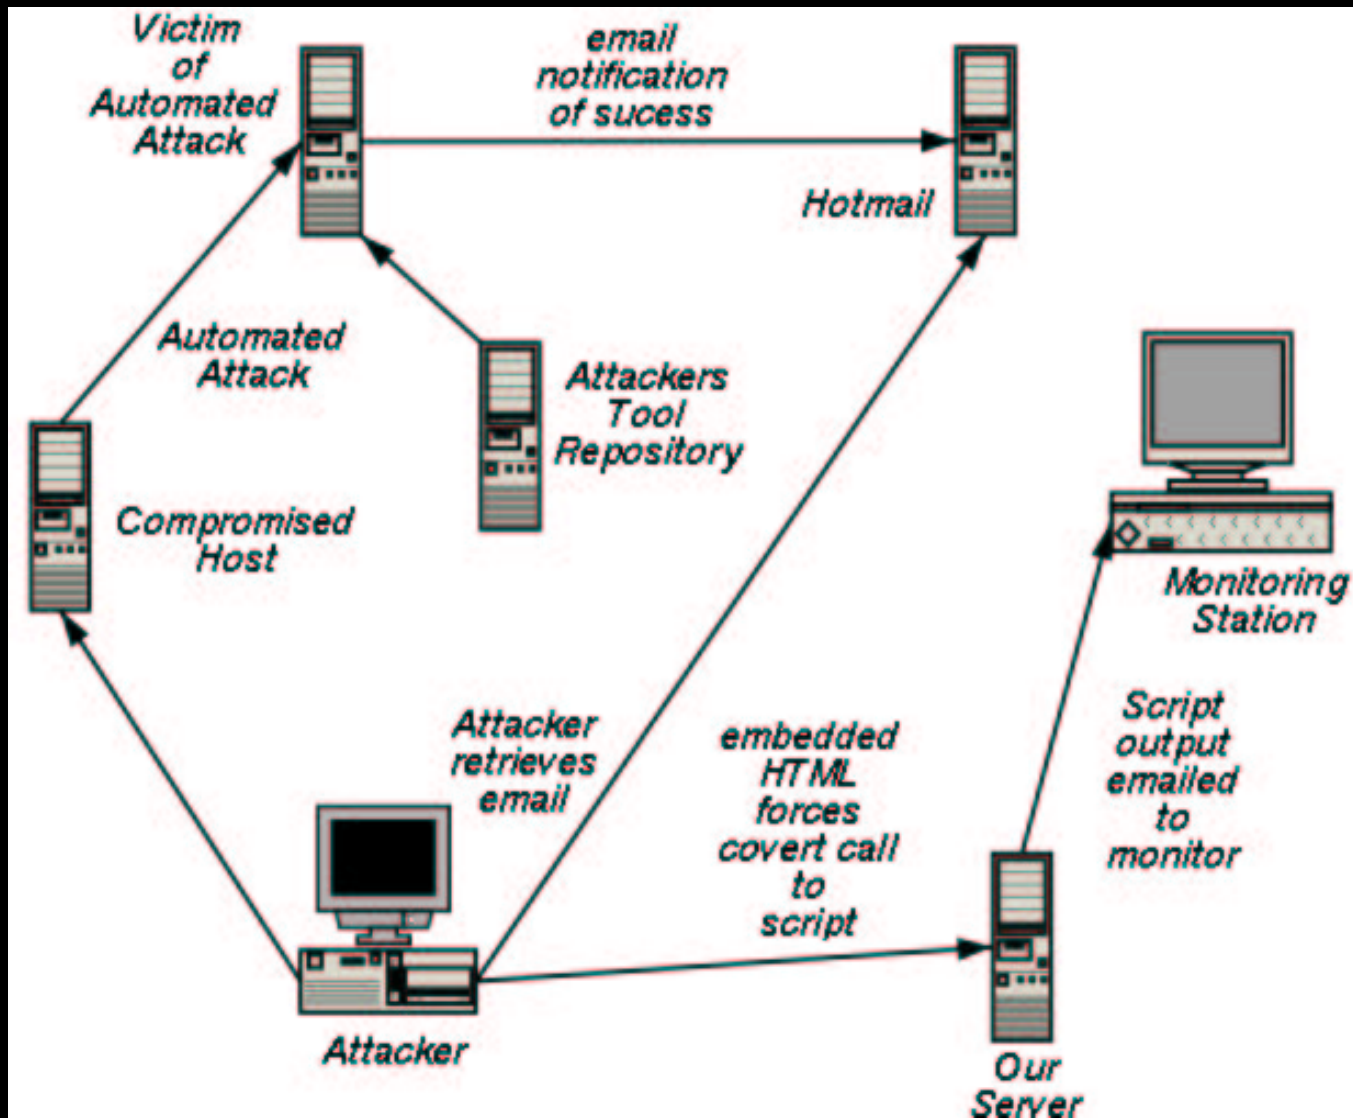 Victim
of
Automated
Attack
email
notification
of sucess
Hotmail
Automated
Attack
Attackers
Tool
Repository
Compromised
Host
Monitoring
Station
Attacker
retrieves
email
embedded
HTML
forces
covert call
to
script
Script
output
emailed
to
monitor
Attacker
Our
Server